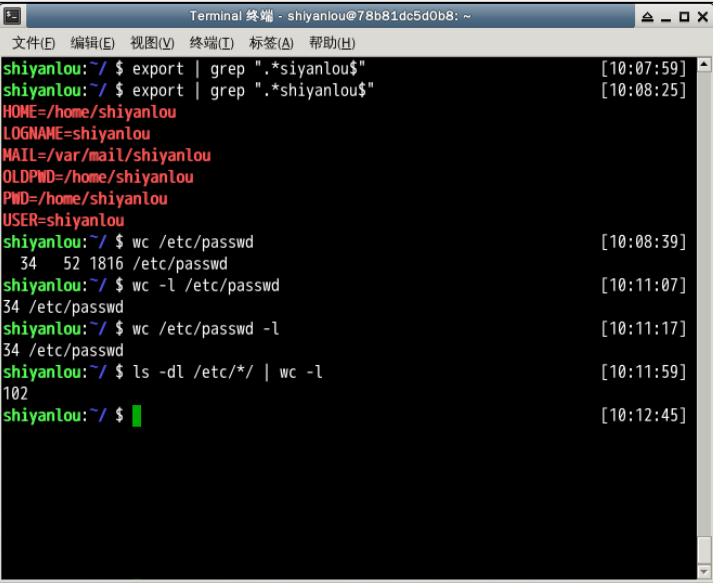 Terminal 终端 - shiyanlou@78b81dc5d0b8: ~
文件(F) 编辑(E) 视图(V) 终端(T) 标签(A) 帮助(H)
shiyanlou:~/ $ export | grep ".*siyanlou$" [10:07:59]
shiyanlou:~/ $ export | grep ".*shiyanlou$" [10:08:25]
HOME=/home/shiyanlou
LOGNAME=shiyanlou
MAIL=/var/mail/shiyanlou
OLDPWD=/home/shiyanlou
PWD=/home/shiyanlou
USER=shiyanlou
shiyanlou:~/ $ wc /etc/passwd [10:08:39]
34 52 1816 /etc/passwd
shiyanlou:~/ $ wc -l /etc/passwd [10:11:07]
34 /etc/passwd
shiyanlou:~/ $ wc /etc/passwd -l [10:11:17]
34 /etc/passwd
shiyanlou:~/ $ ls -dl /etc/*/ | wc -l [10:11:59]
102
shiyanlou:~/ $ [10:12:45]